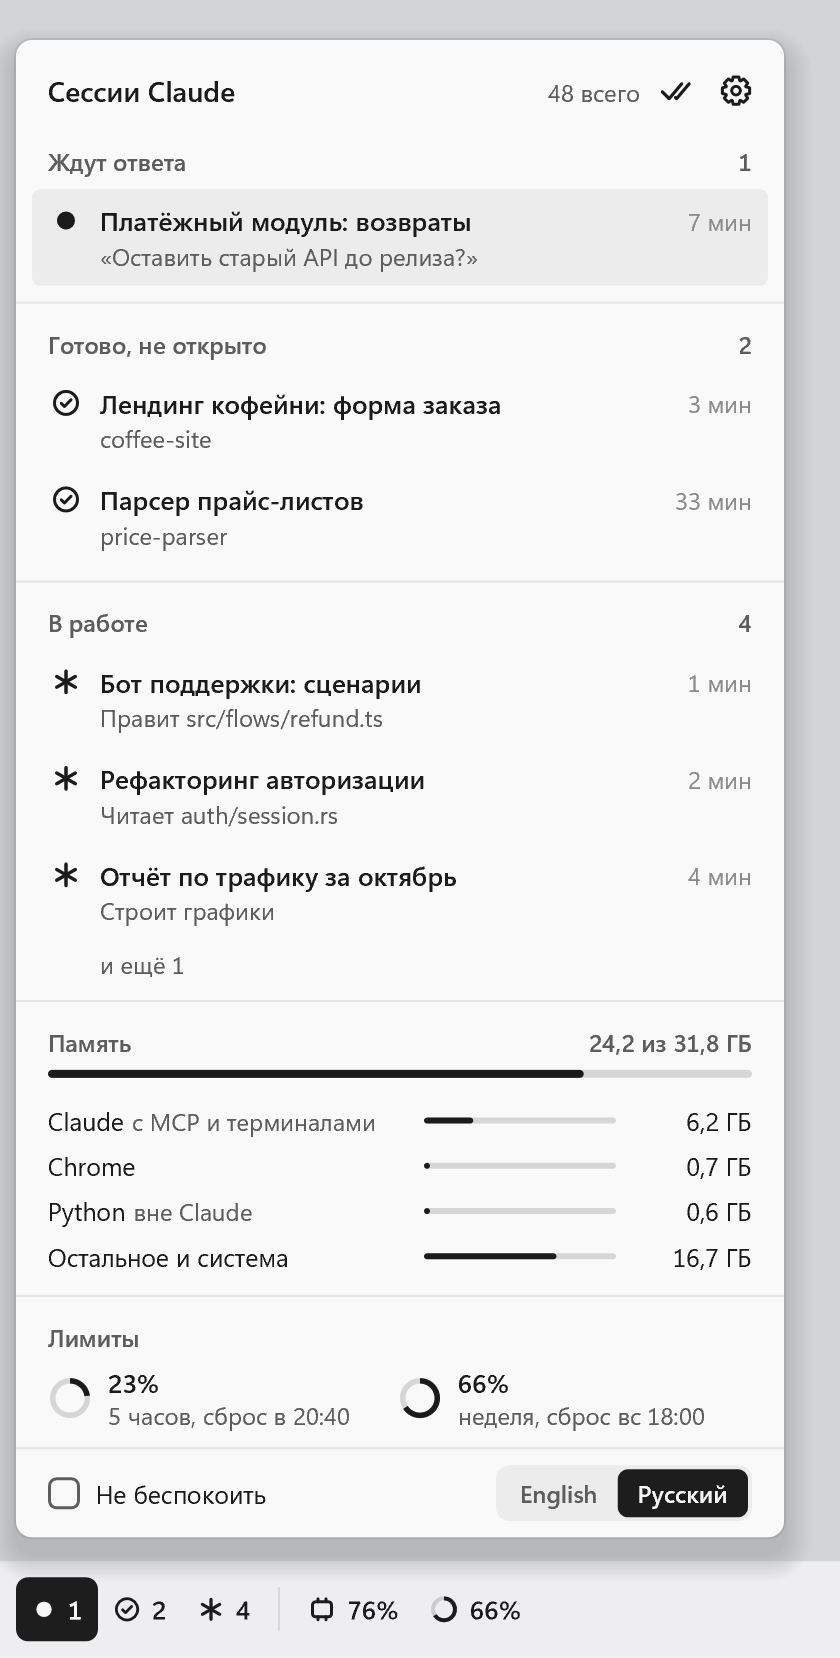 Сессии Claude 48 всего
Ждут ответа 1
Платёжный модуль: возвраты 7 мин
«Оставить старый API до релиза?»
Готово, не открыто 2
Лендинг кофейни: форма заказа 3 мин
coffee-site
Парсер прайс-листов 33 мин
price-parser
В работе 4
Бот поддержки: сценарии 1 мин
Правит src/flows/refund.ts
Рефакторинг авторизации 2 мин
Читает auth/session.rs
Отчёт по трафику за октябрь 4 мин
Строит графики
и ещё 1
Память 24,2 из 31,8 ГБ
Claude с MCP и терминалами 6,2 ГБ
Chrome 0,7 ГБ
Python вне Claude 0,6 ГБ
Остальное и система 16,7 ГБ
Лимиты
23% 66%
5 часов, сброс в 20:40 неделя, сброс вс 18:00
Не беспокоить English Русский
1 2 4 76% 66%